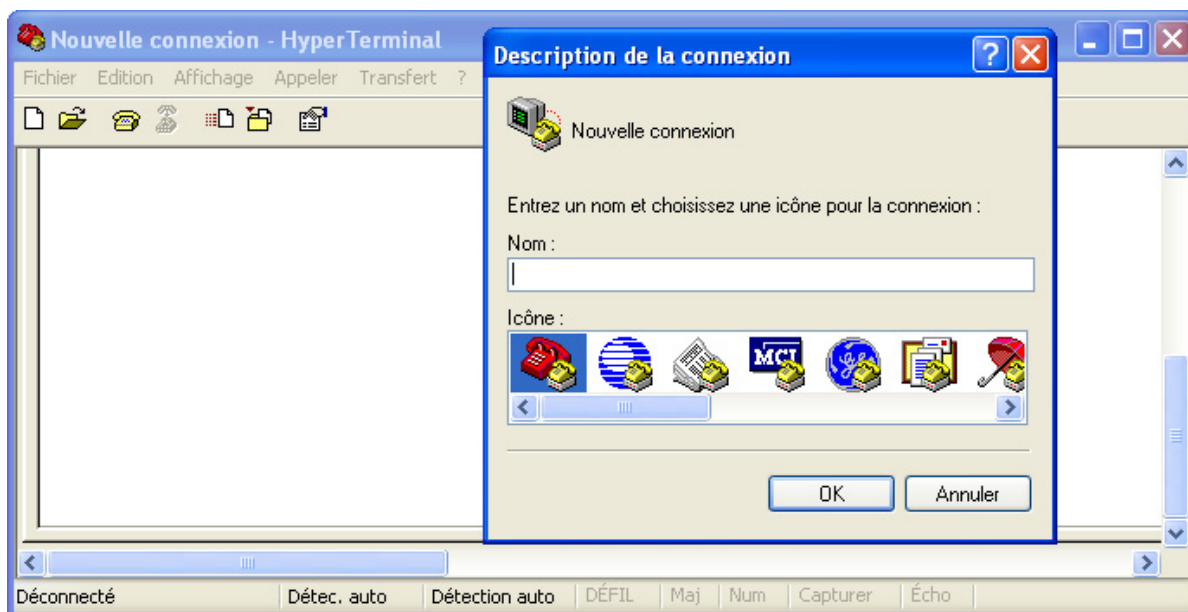 Nouvelle connexion - HyperTerminal
Fichier Edition Affichage Appeler Transfert ?
Description de la connexion
Nouvelle connexion
Entrez un nom et choisissez une icône pour la connexion :
Nom :
Icône :
MCI
OK Annuler
Déconnecté Détec. auto Détection auto DÉFIL Maj Num Capturer Écho